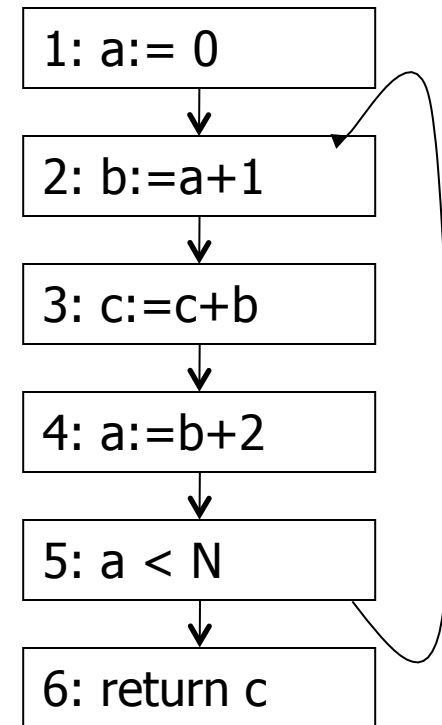 1: a:= 0
2: b:=a+1
3: c:=c+b
4: a:=b+2
5: a < N
6: return c